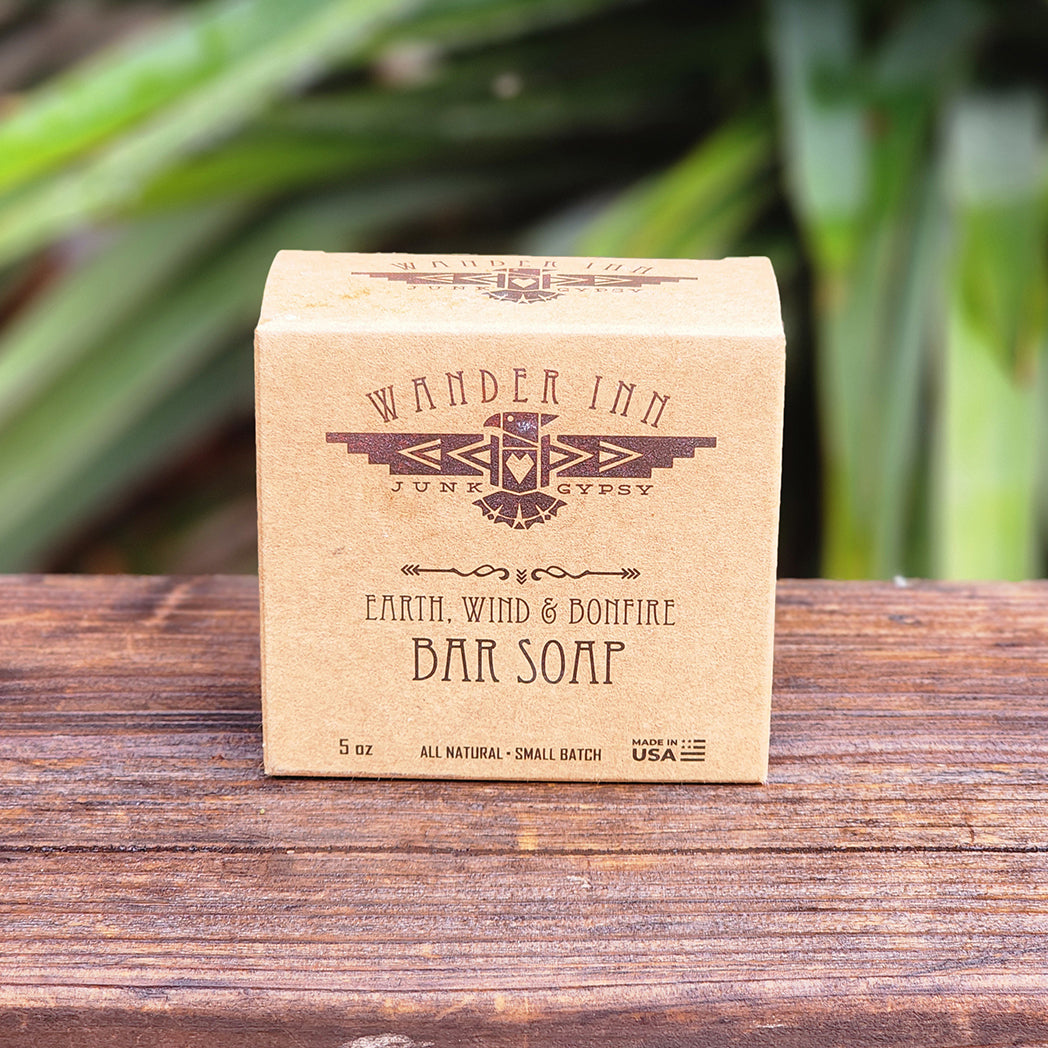 WANDER INN
JUNK GYPSY
WANDER INN
JUNK GYPSY
EARTH, WIND & BONFIRE
BAR SOAP
5 oz ALL NATURAL • SMALL BATCH MADE IN
USA